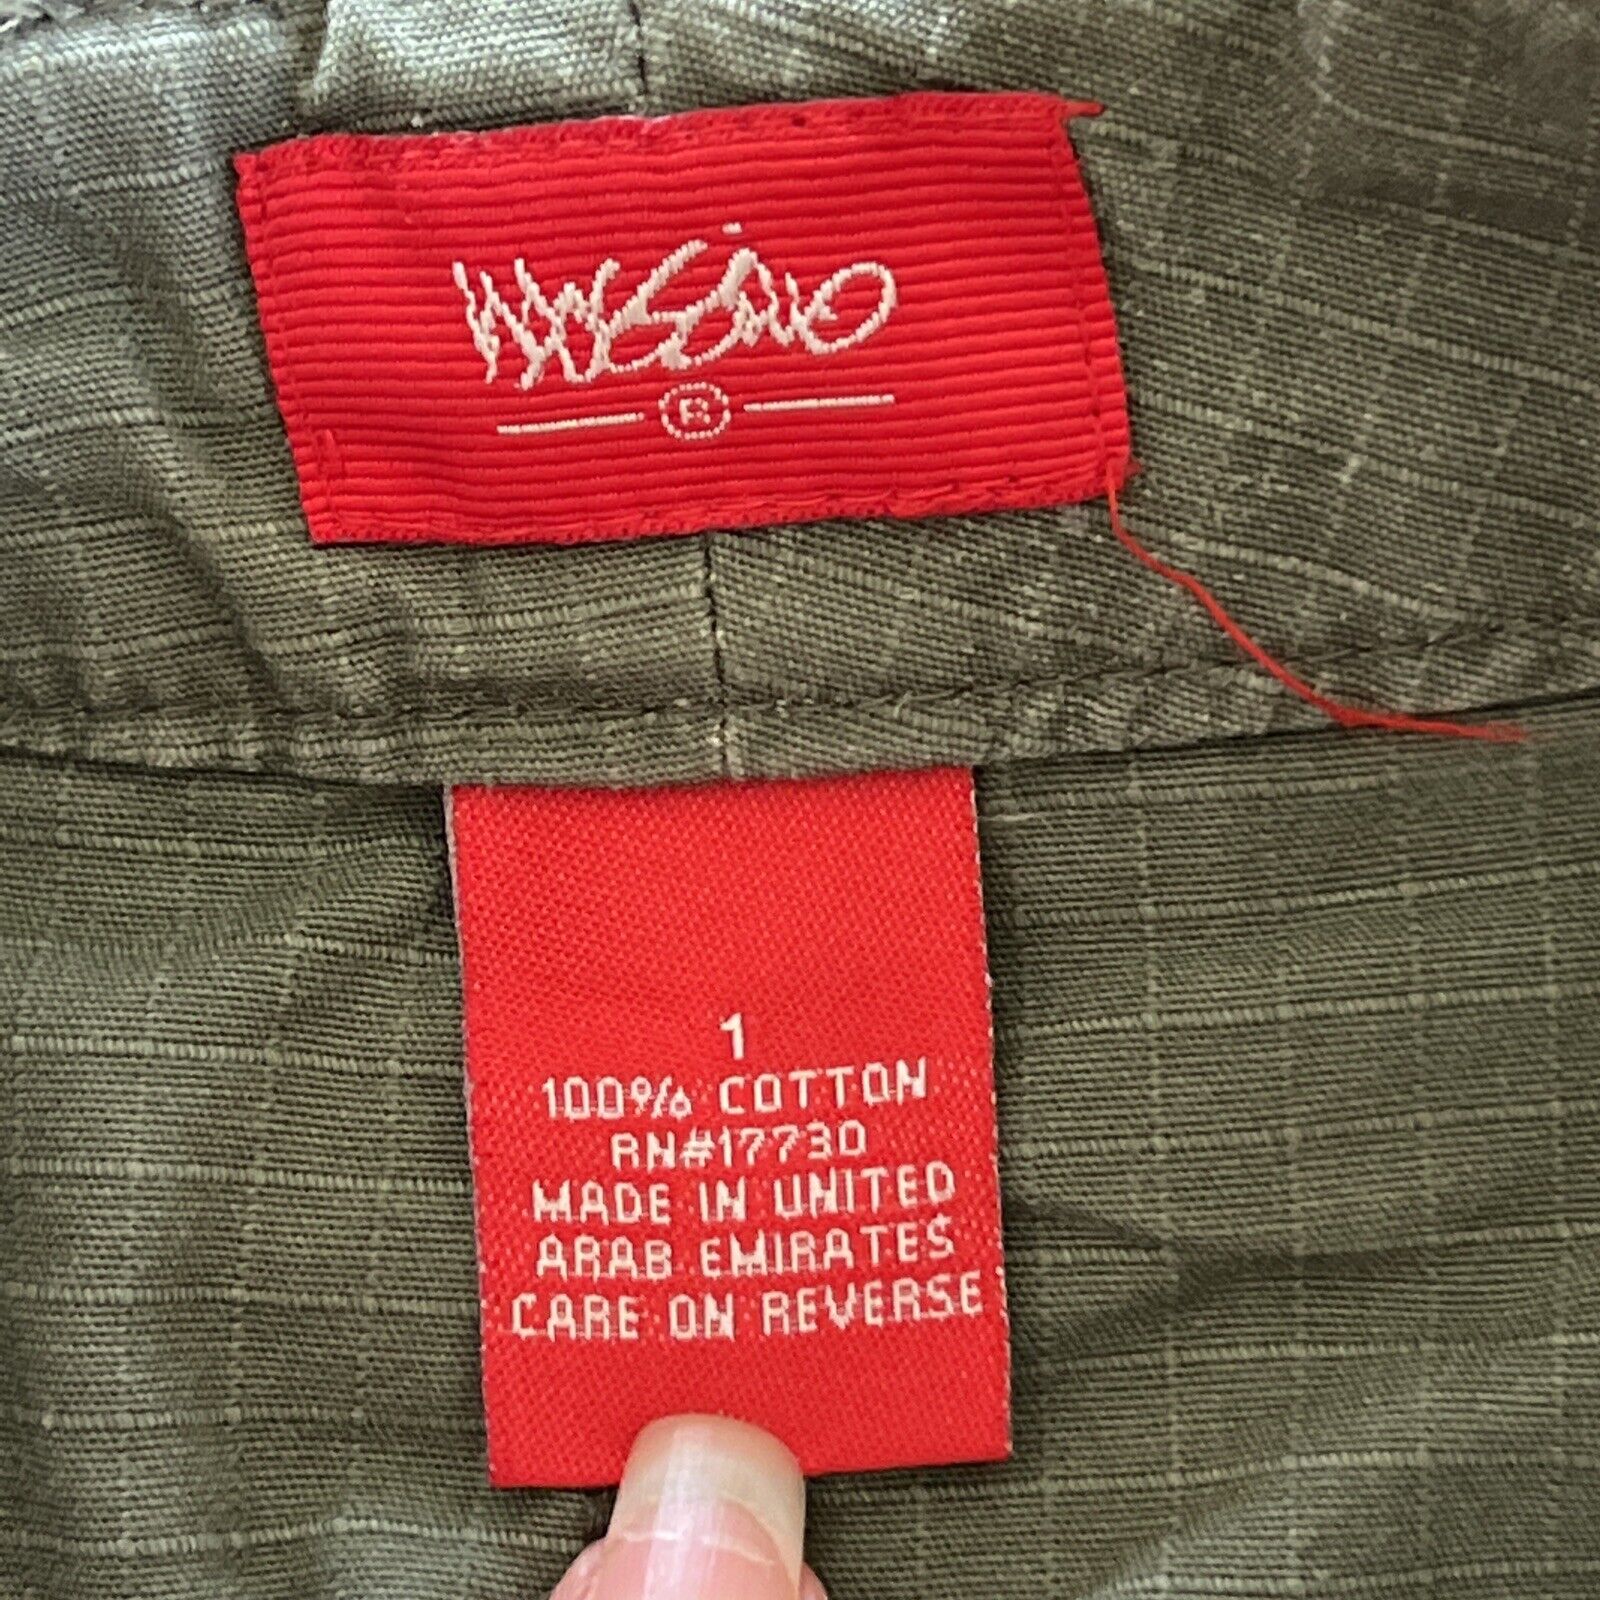 Mossimo
®
1
100% COTTON
RN#17730
MADE IN UNITED
ARAB EMIRATES
CARE ON REVERSE